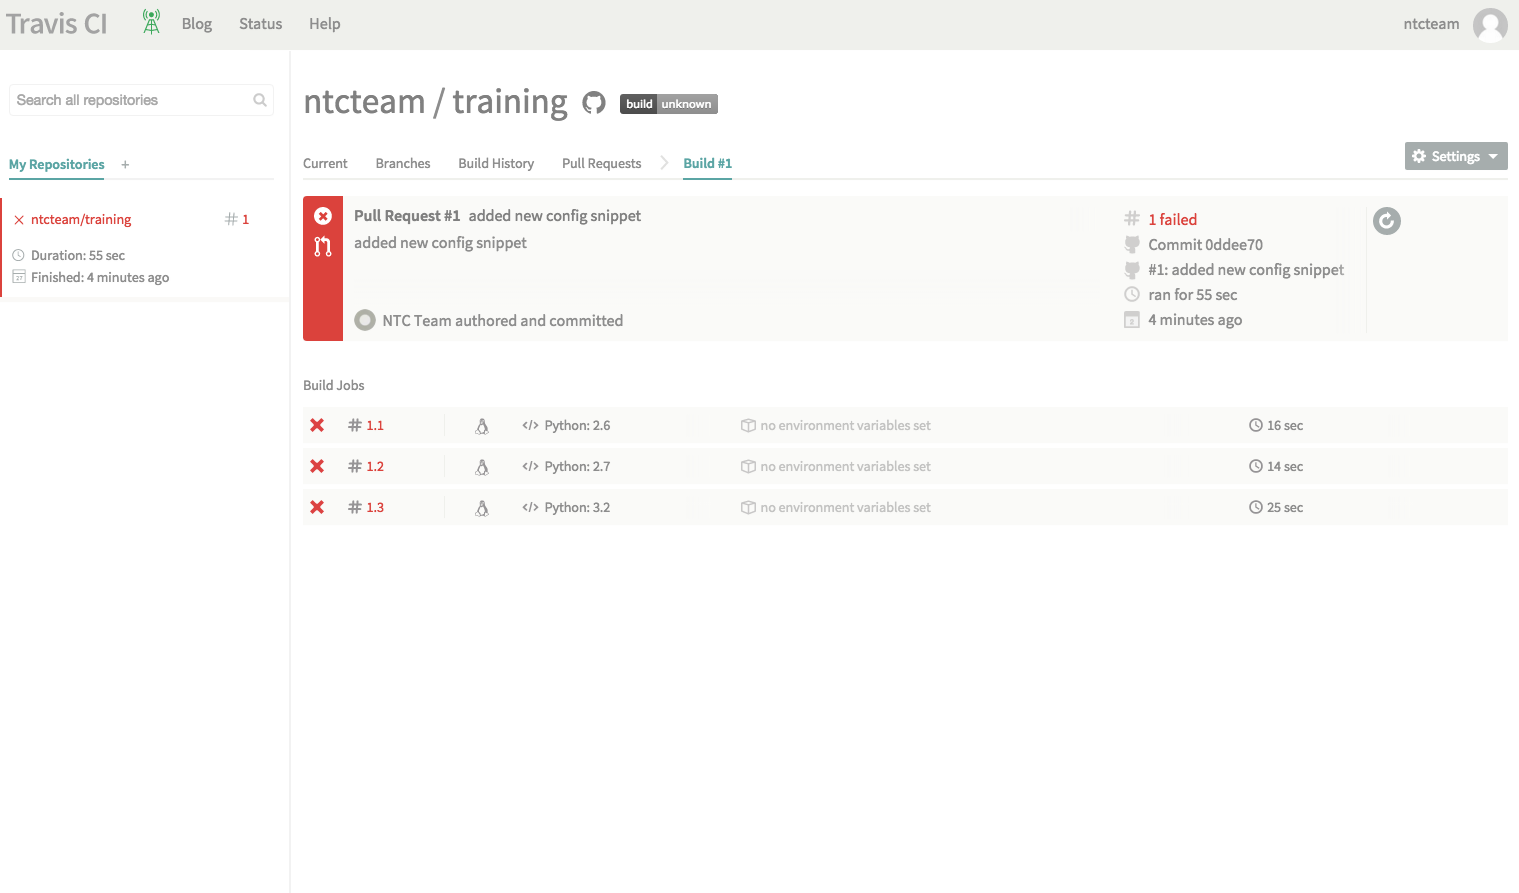 Travis CI Blog Status Help ntcteam
Search all repositories
My Repositories +
ntcteam/training # 1
Duration: 55 sec
Finished: 4 minutes ago
ntcteam / training build unknown
Current Branches Build History Pull Requests Build #1
Settings
Pull Request #1 added new config snippet
added new config snippet
NTC Team authored and committed
# 1 failed
Commit 0ddee70
#1: added new config snippet
ran for 55 sec
4 minutes ago
Build Jobs
# 1.1 </> Python: 2.6 no environment variables set 16 sec
# 1.2 </> Python: 2.7 no environment variables set 14 sec
# 1.3 </> Python: 3.2 no environment variables set 25 sec